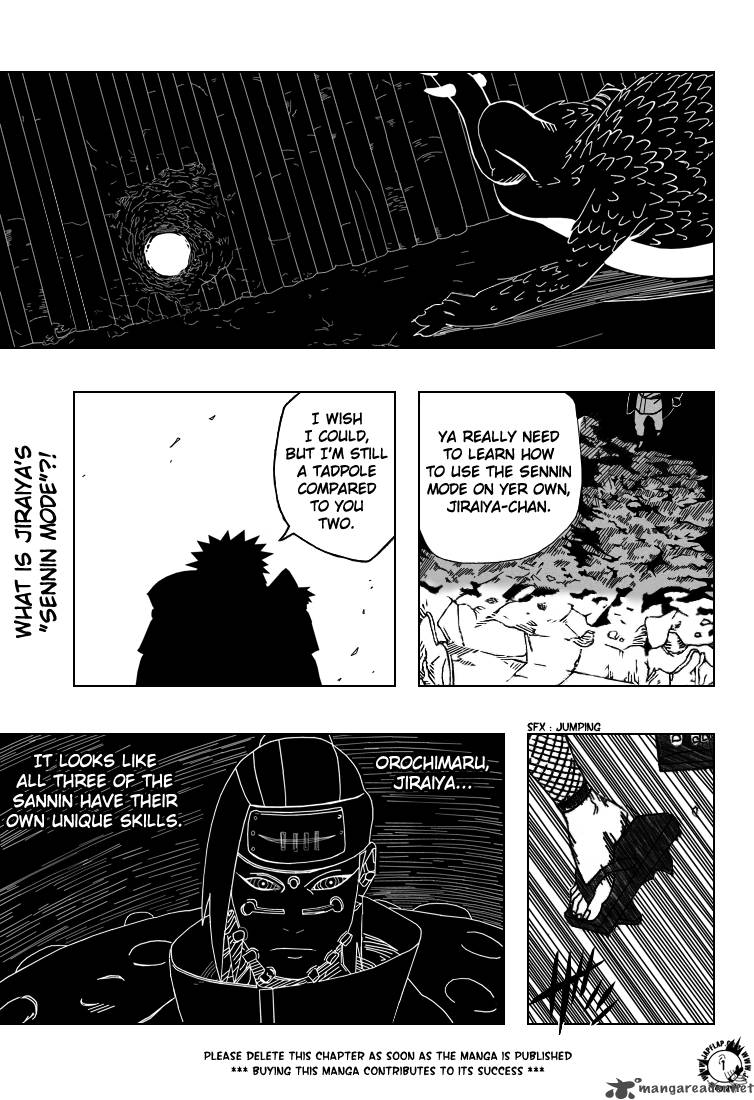 YA REALLY NEED
TO LEARN HOW
TO USE THE SENNIN
MODE ON YER OWN,
JIRAIYA-CHAN.
I WISH
I COULD,
BUT I'M STILL
A TADPOLE
COMPARED
TO YOU
TWO.
WHAT IS JIRAIYA'S
"SENNIN MODE"?!
SFX : JUMPING
OROCHIMARU,
JIRAIYA...
IT LOOKS LIKE
ALL THREE OF THE
SANNIN HAVE THEIR
OWN UNIQUE SKILLS.
PLEASE DELETE THIS CHAPTER AS SOON AS THE MANGA IS PUBLISHED
*** BUYING THIS MANGA CONTRIBUTES TO ITS SUCCESS ***
1